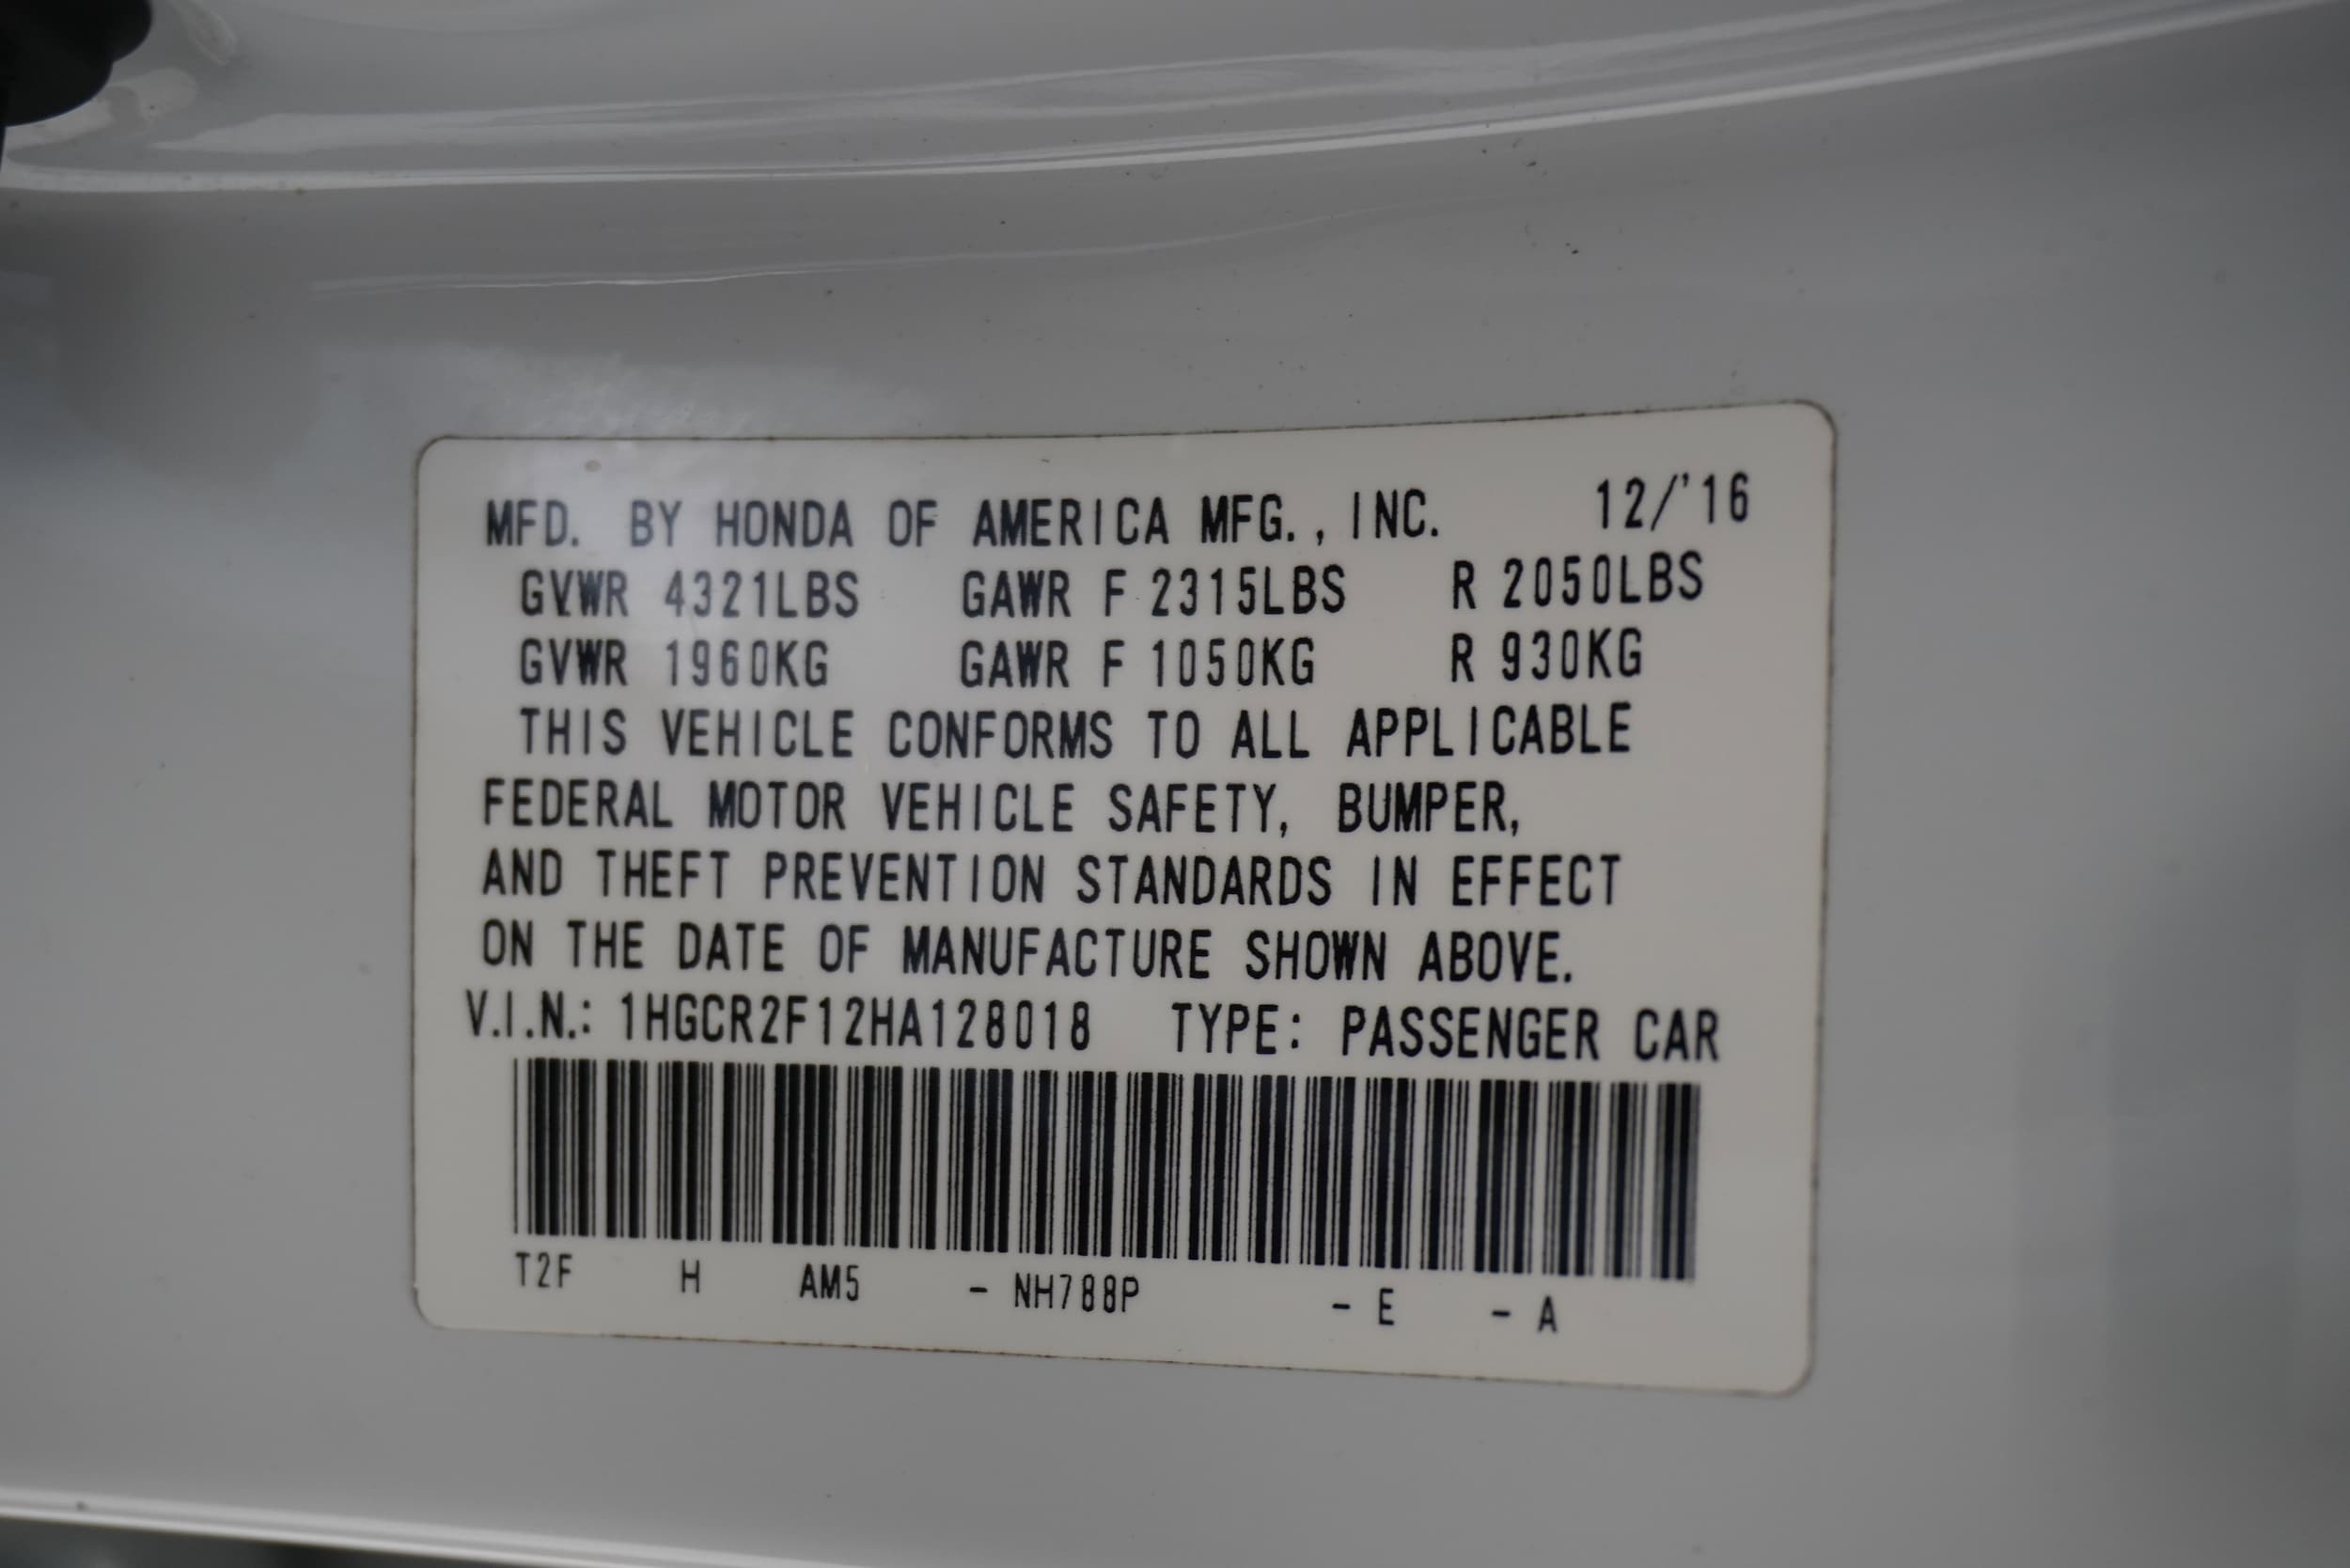 MFD. BY HONDA OF AMERICA MFG., INC. 12/'16
GVWR 4321LBS GAWR F 2315LBS R 2050LBS
GVWR 1960KG GAWR F 1050KG R 930KG
THIS VEHICLE CONFORMS TO ALL APPLICABLE
FEDERAL MOTOR VEHICLE SAFETY, BUMPER,
AND THEFT PREVENTION STANDARDS IN EFFECT
ON THE DATE OF MANUFACTURE SHOWN ABOVE.
V.I.N.: 1HGCR2F12HA128018 TYPE: PASSENGER CAR
T2F H AM5 - NH788P - E - A